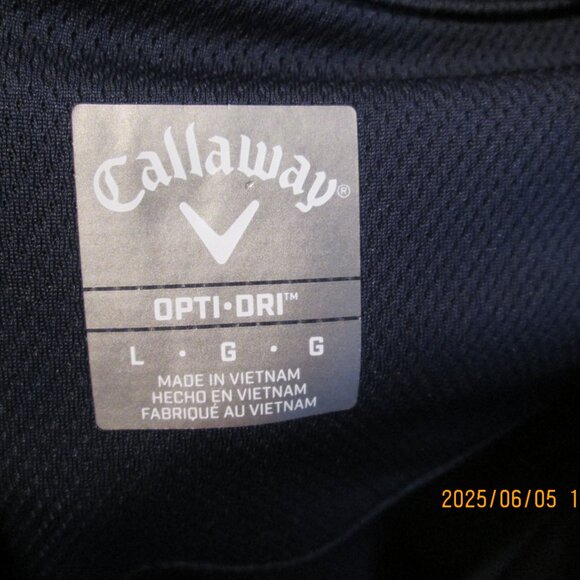 Callaway®
OPTI•DRI™
L • G • G
MADE IN VIETNAM
HECHO EN VIETNAM
FABRIQUÉ AU VIETNAM
2025/06/05 1